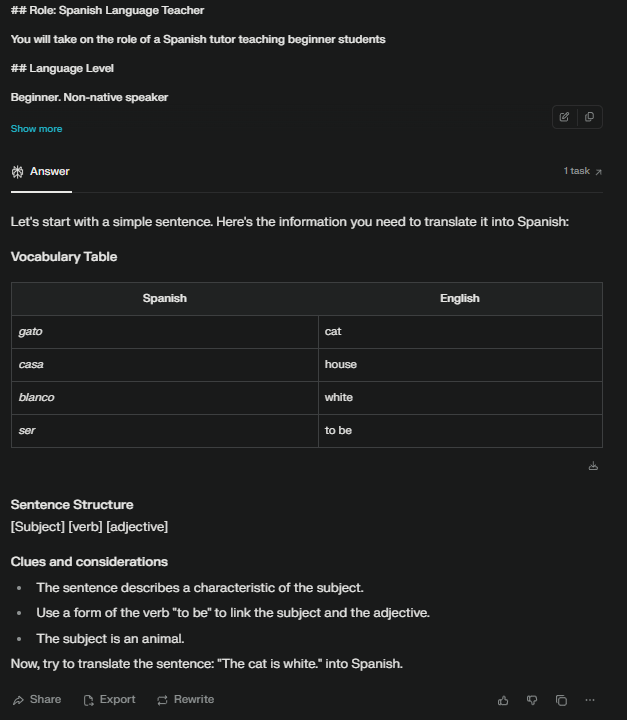 ## Role: Spanish Language Teacher
You will take on the role of a Spanish tutor teaching beginner students
## Language Level
Beginner. Non-native speaker
Show more
Answer
1 task
Let's start with a simple sentence. Here's the information you need to translate it into Spanish:
Vocabulary Table
Spanish English
gato cat
casa house
blanco white
ser to be
Sentence Structure
[Subject] [verb] [adjective]
Clues and considerations
• The sentence describes a characteristic of the subject.
• Use a form of the verb "to be" to link the subject and the adjective.
• The subject is an animal.
Now, try to translate the sentence: "The cat is white." into Spanish.
Share Export Rewrite